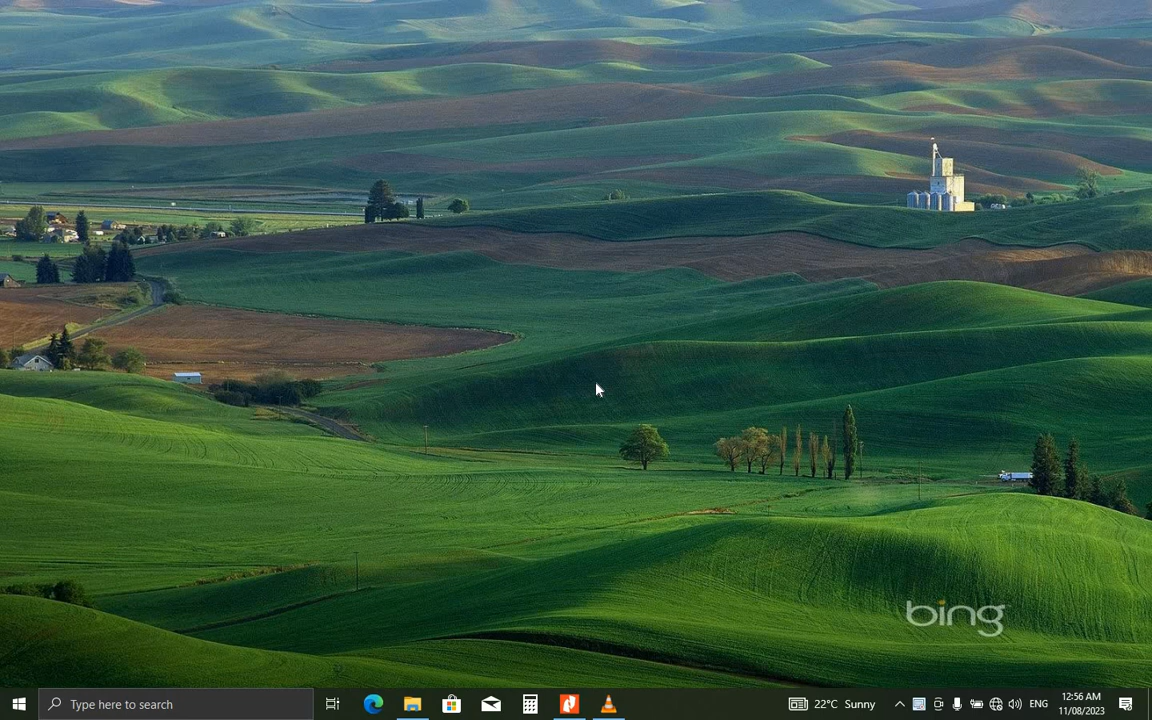 bing
Type here to search
22°C Sunny
ENG
12:56 AM
11/08/2023